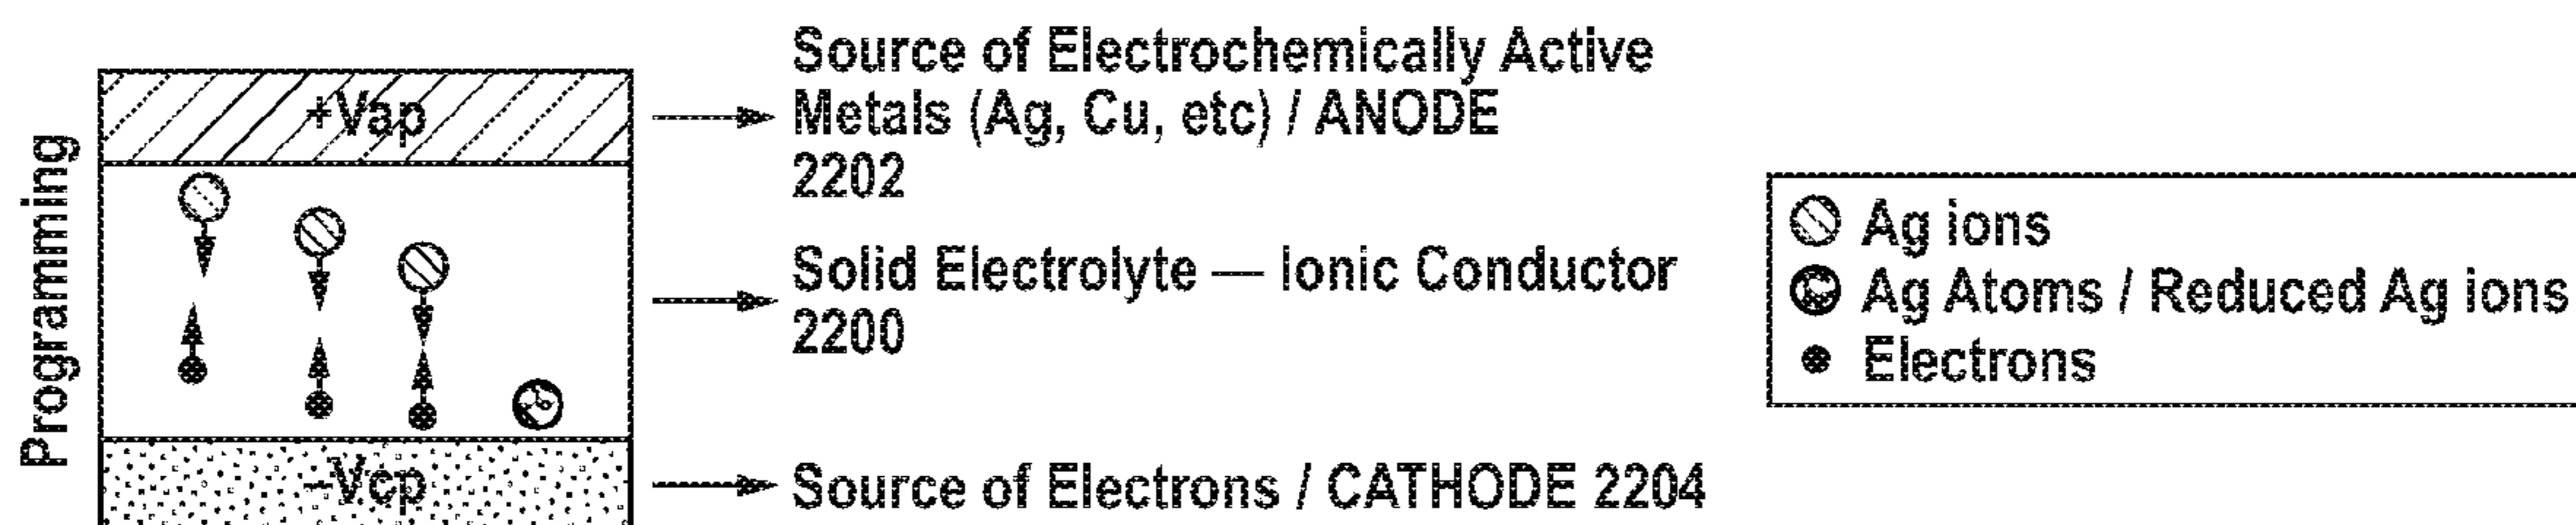 Programming
+Vap
Source of Electrochemically Active
Metals (Ag, Cu, etc) / ANODE
2202
Solid Electrolyte — Ionic Conductor
2200
-Vcp
Source of Electrons / CATHODE 2204
Ag ions
Ag Atoms / Reduced Ag ions
Electrons